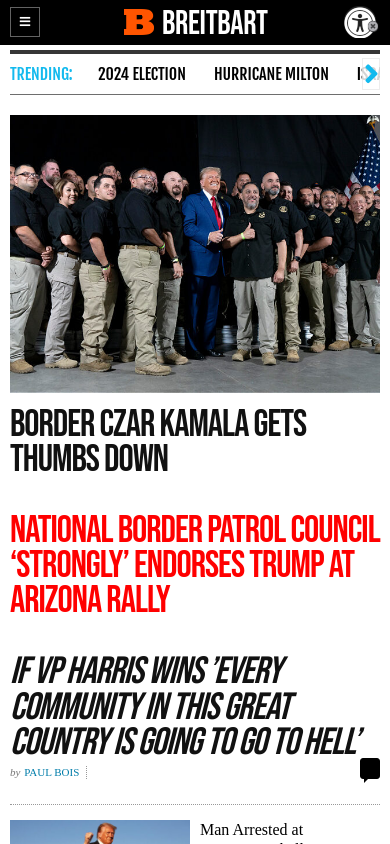 BREITBART
TRENDING:
2024 ELECTION
HURRICANE MILTON
BORDER CZAR KAMALA GETS
THUMBS DOWN
NATIONAL BORDER PATROL COUNCIL
‘STRONGLY’ ENDORSES TRUMP AT
ARIZONA RALLY
IF VP HARRIS WINS ’EVERY
COMMUNITY IN THIS GREAT
COUNTRY IS GOING TO GO TO HELL’
by PAUL BOIS
Man Arrested at